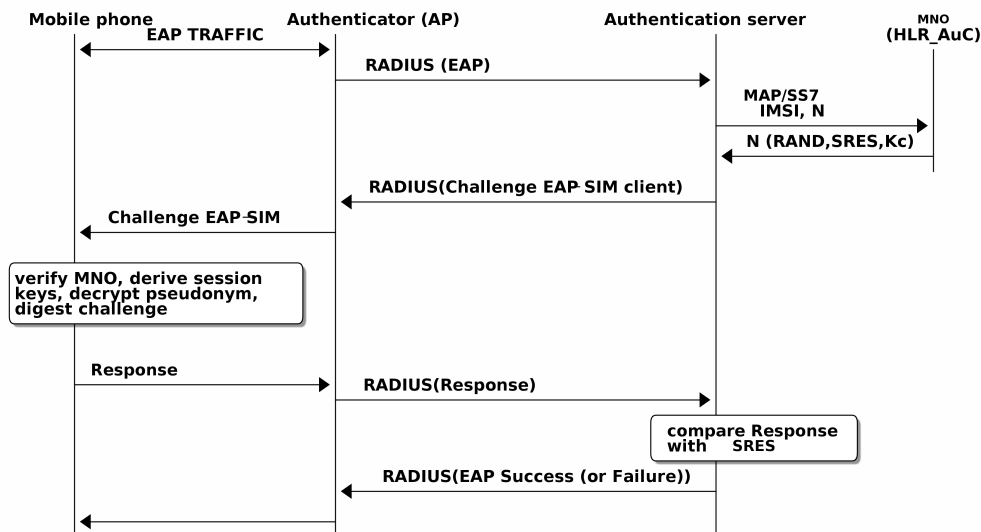 Mobile phone
Authenticator (AP)
Authentication server
MNO
(HLR_AuC)
EAP TRAFFIC
RADIUS (EAP)
MAP/SS7
IMSI, N
N (RAND,SRES,Kc)
RADIUS(Challenge EAP-SIM client)
Challenge EAP-SIM
verify MNO, derive session
keys, decrypt pseudonym,
digest challenge
Response
RADIUS(Response)
compare Response
with SRES
RADIUS(EAP Success (or Failure))